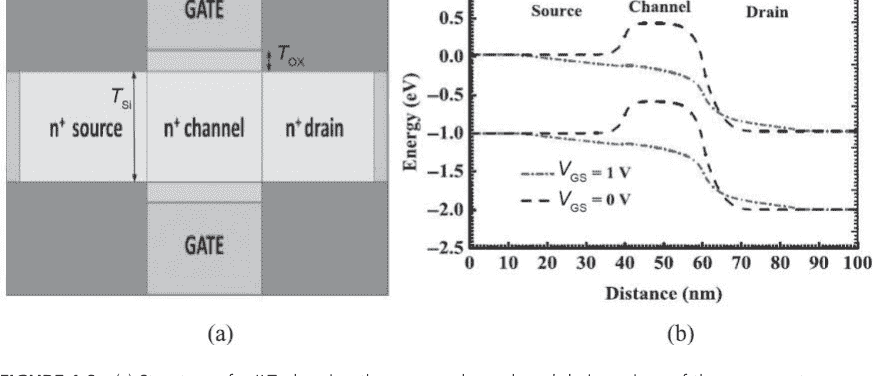 GATE
T_ox
T_Si
n+ source
n+ channel
n+ drain
GATE
(a)
Source
Channel
Drain
0.5
0.0
−0.5
−1.0
−1.5
−2.0
−2.5
Energy (eV)
V_GS = 1 V
V_GS = 0 V
0 10 20 30 40 50 60 70 80 90 100
Distance (nm)
(b)